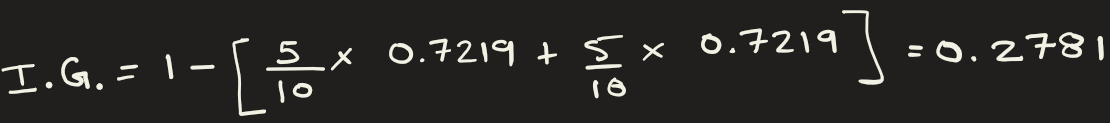 I.G. = 1 - [ 5/10 × 0.7219 + 5/10 × 0.7219 ] = 0.2781